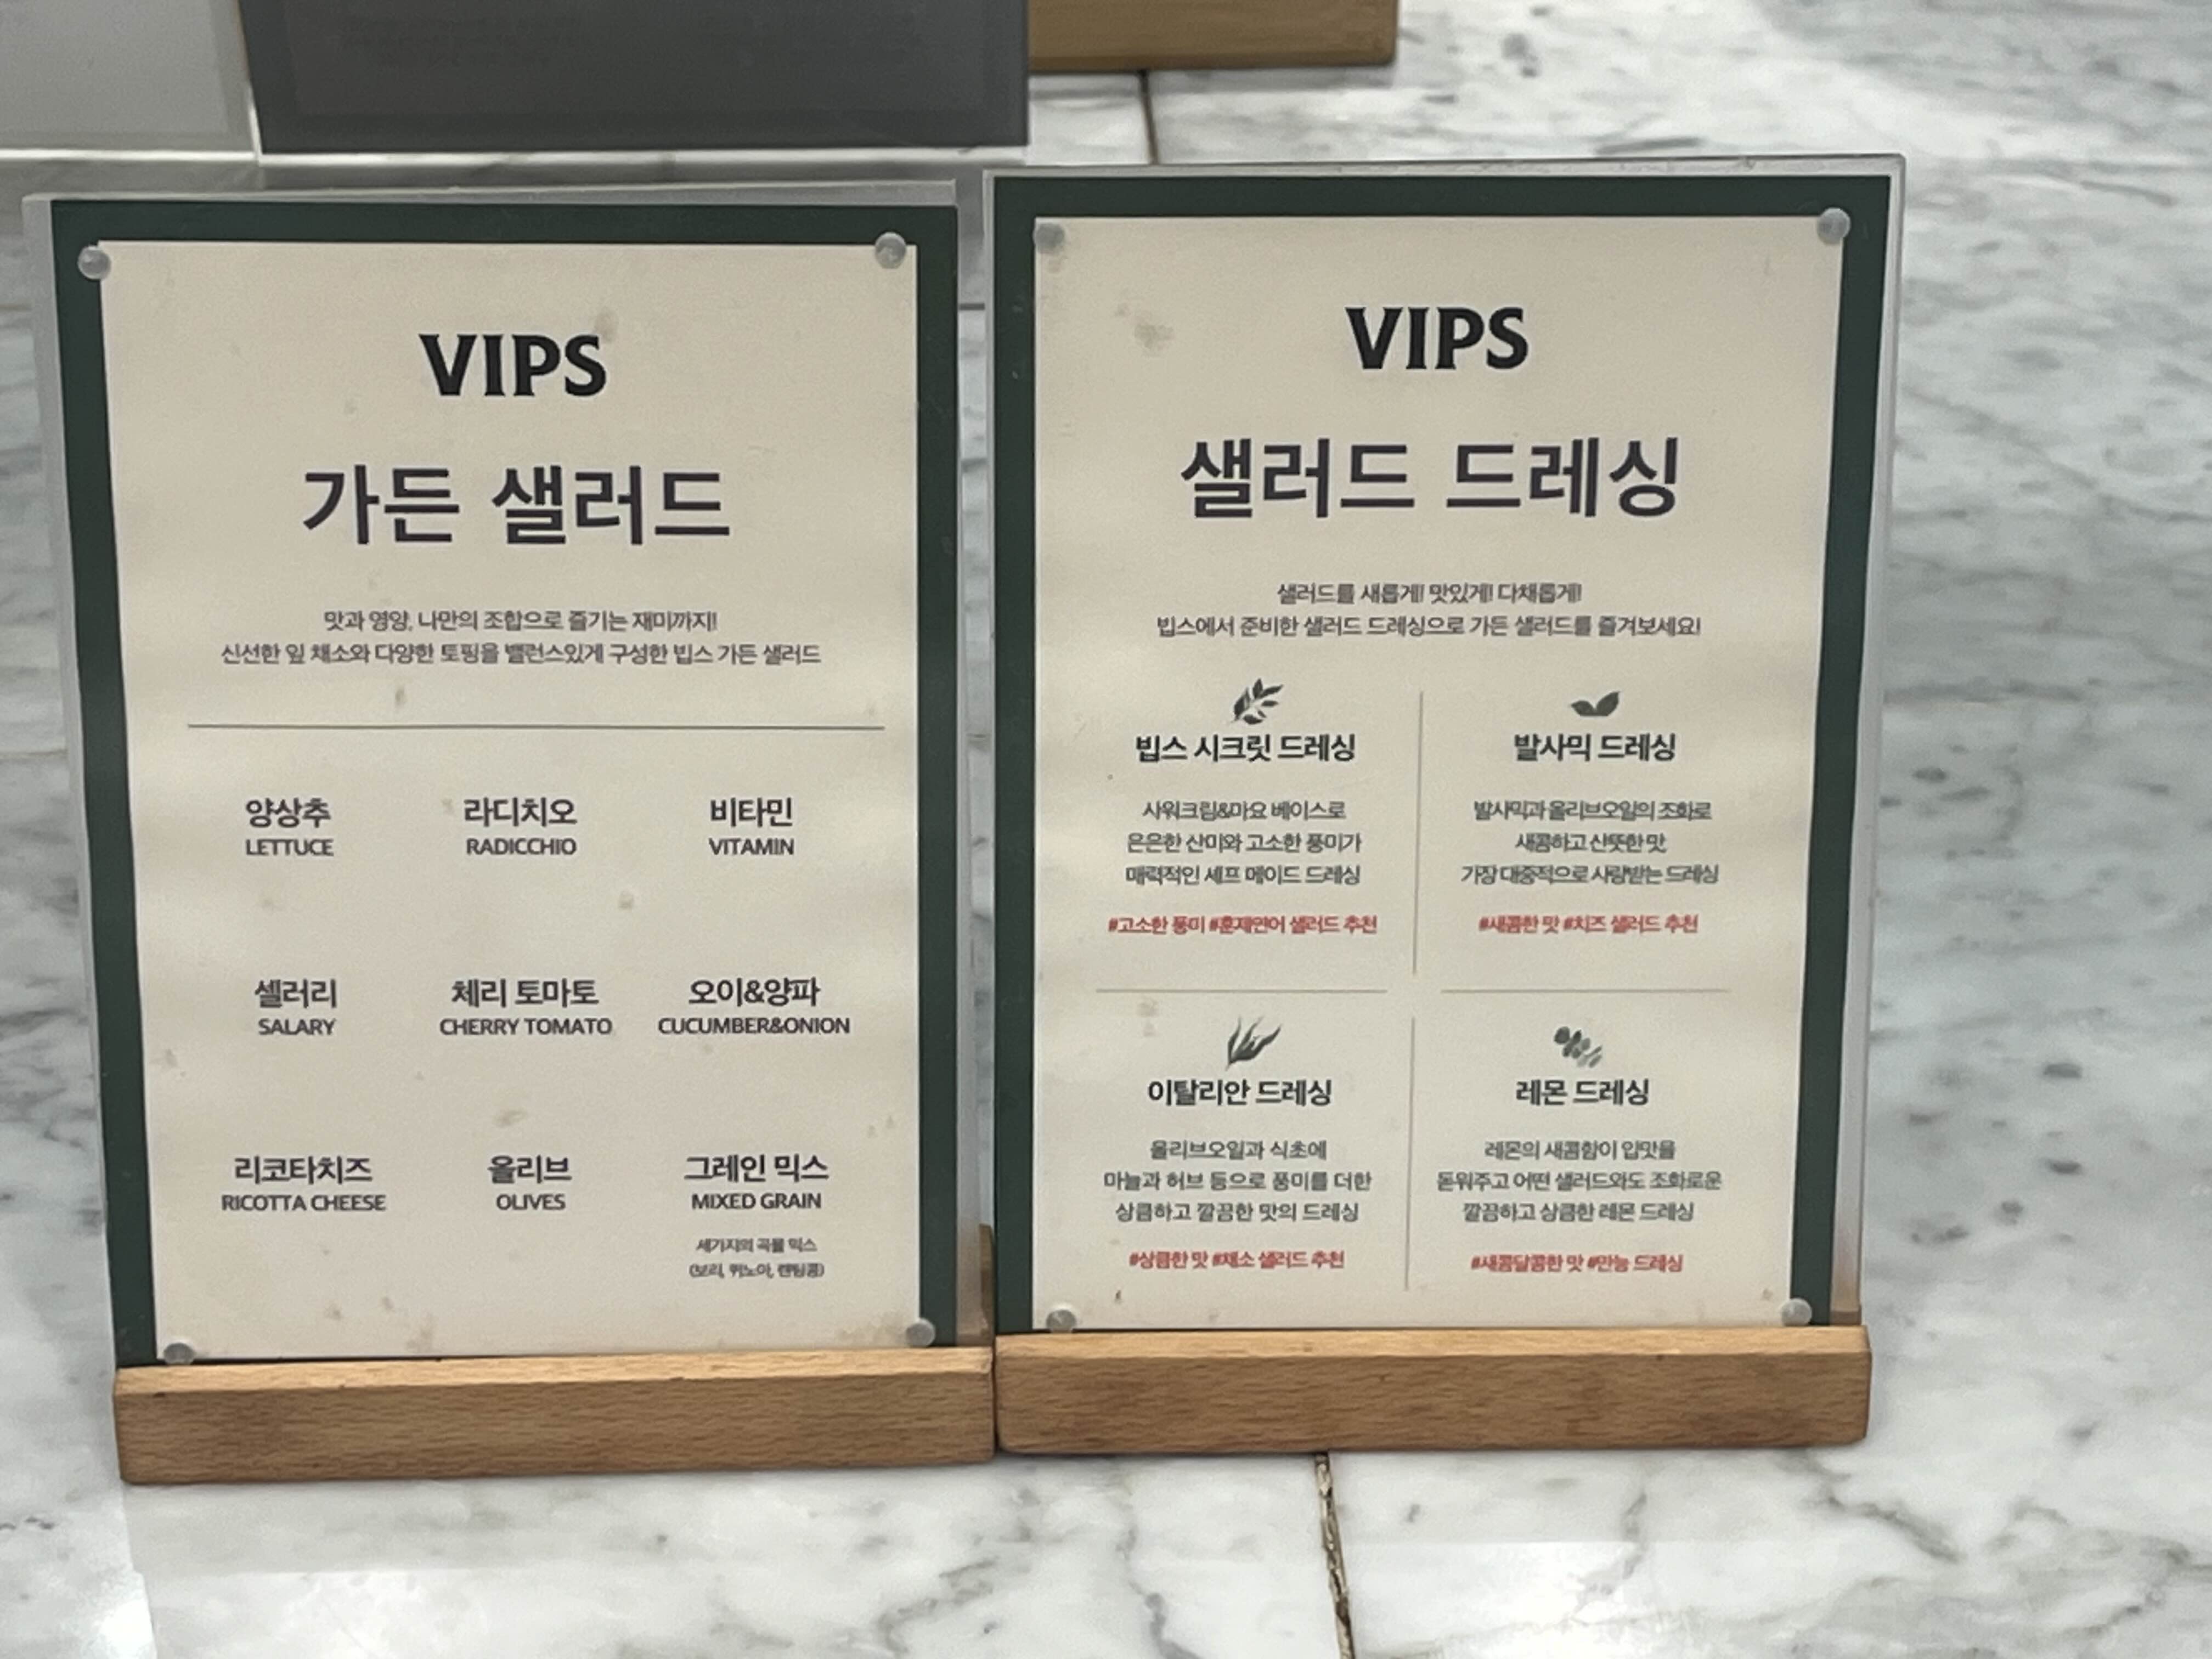 VIPS
가든 샐러드
맛과 영양, 나만의 조합으로 즐기는 재미까지!
신선한 잎 채소와 다양한 토핑을 밸런스있게 구성한 빕스 가든 샐러드
양상추
LETTUCE
라디치오
RADICCHIO
비타민
VITAMIN
셀러리
SALARY
체리 토마토
CHERRY TOMATO
오이&양파
CUCUMBER&ONION
리코타치즈
RICOTTA CHEESE
올리브
OLIVES
그레인 믹스
MIXED GRAIN
세가지의 곡물 믹스
(보리, 퀴노아, 렌틸콩)
VIPS
샐러드 드레싱
샐러드를 새롭게! 맛있게! 다채롭게!
빕스에서 준비한 샐러드 드레싱으로 가든 샐러드를 즐겨보세요!
빕스 시크릿 드레싱
사워크림&마요 베이스로
은은한 산미와 고소한 풍미가
매력적인 셰프 메이드 드레싱
#고소한 풍미 #훈제연어 샐러드 추천
발사믹 드레싱
발사믹과 올리브오일의 조화로
새콤하고 산뜻한 맛
가장 대중적으로 사랑받는 드레싱
#새콤한 맛 #치즈 샐러드 추천
이탈리안 드레싱
올리브오일과 식초에
마늘과 허브 등으로 풍미를 더한
상큼하고 깔끔한 맛의 드레싱
#상큼한 맛 #채소 샐러드 추천
레몬 드레싱
레몬의 새콤함이 입맛을
돋워주고 어떤 샐러드와도 조화로운
깔끔하고 상큼한 레몬 드레싱
#새콤달콤한 맛 #만능 드레싱